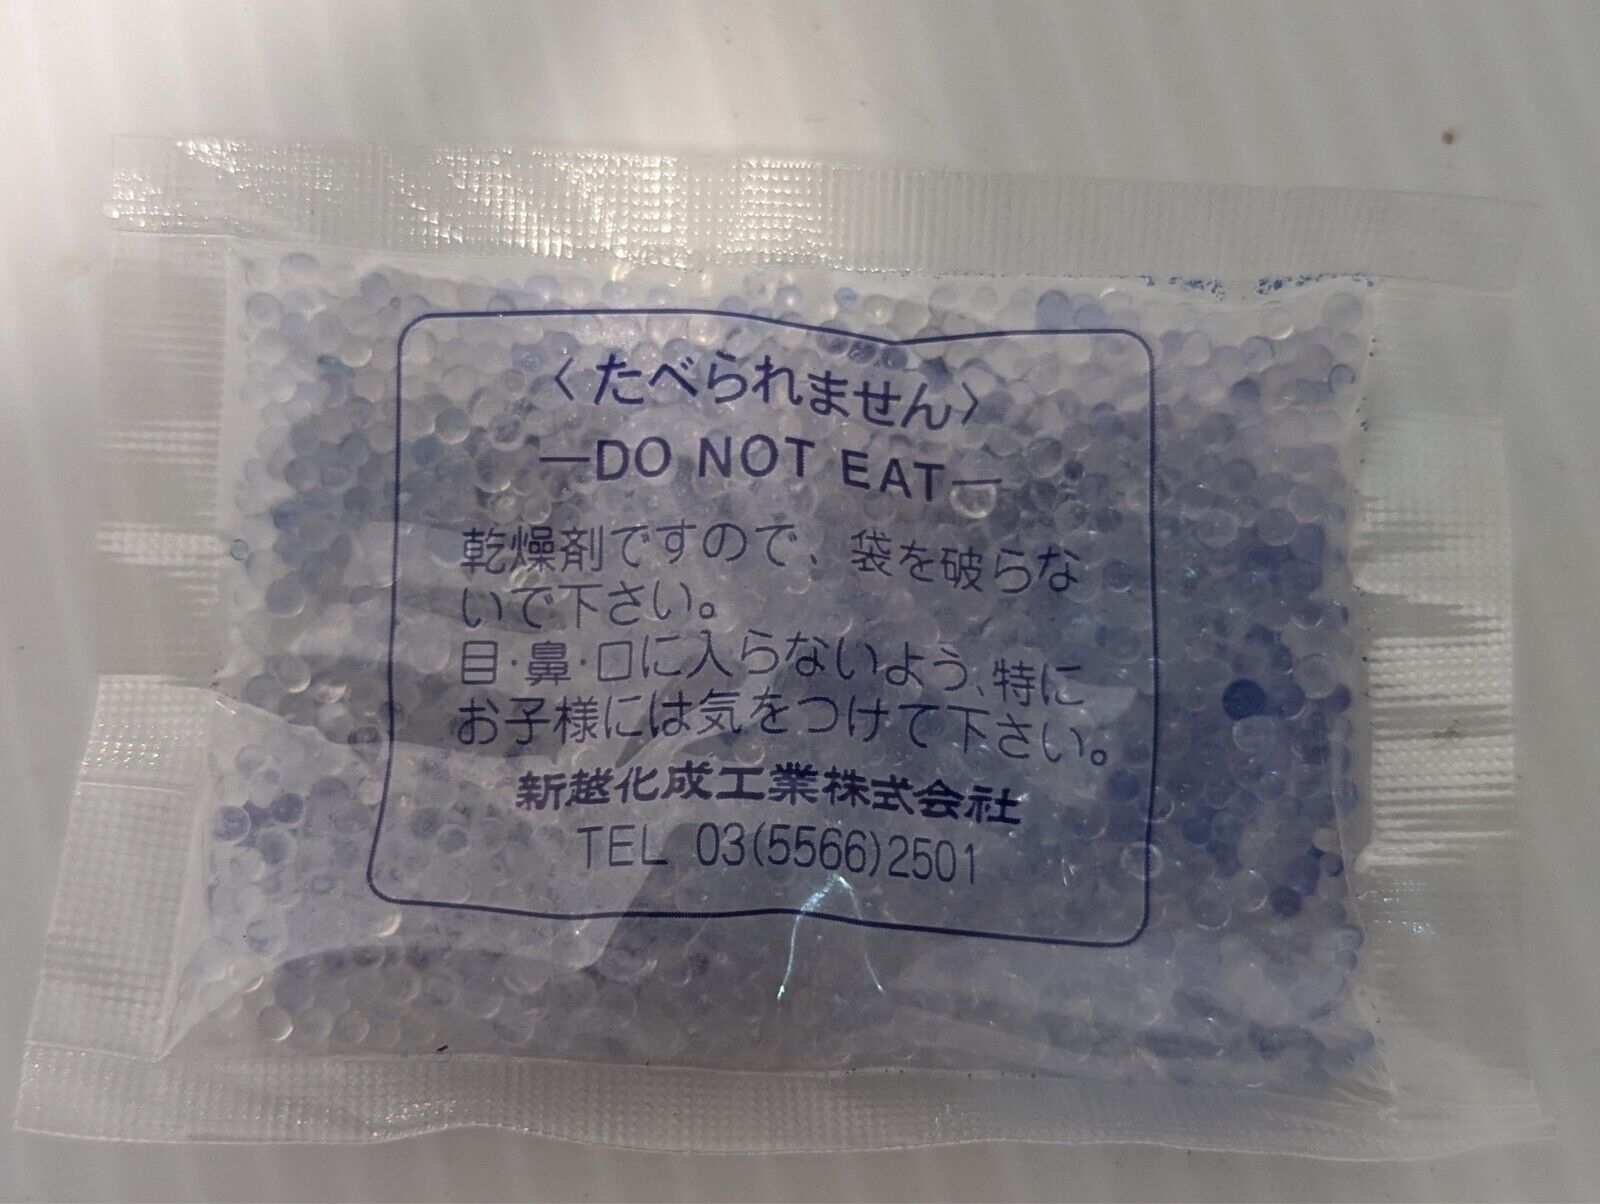 〈たべられません〉
—DO NOT EAT—
乾燥剤ですので、袋を破らな
いで下さい。
目・鼻・口に入らないよう、特に
お子様には気をつけて下さい。
新越化成工業株式会社
TEL 03(5566)2501